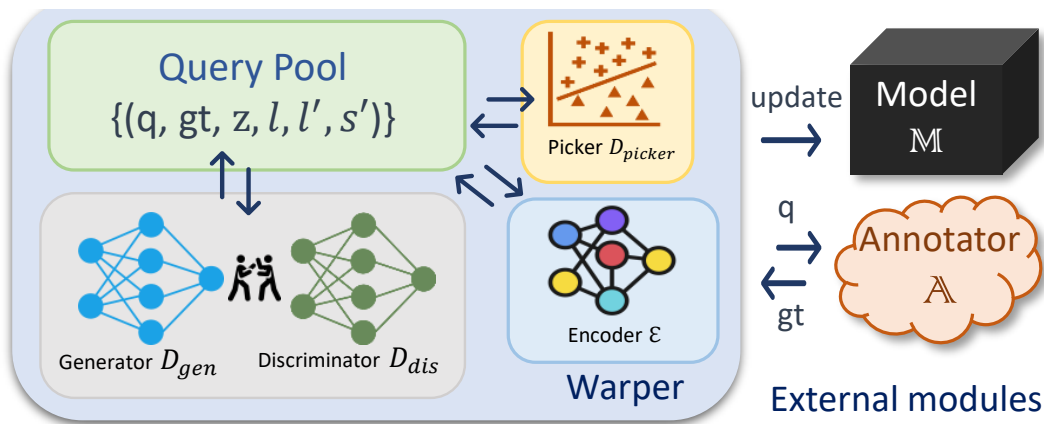 Query Pool
{(q, gt, z, l, l′, s′)}
Picker D_picker
Generator D_gen
Discriminator D_dis
Encoder ε
Warper
update
Model
𝕄
q
gt
Annotator
𝔸
External modules